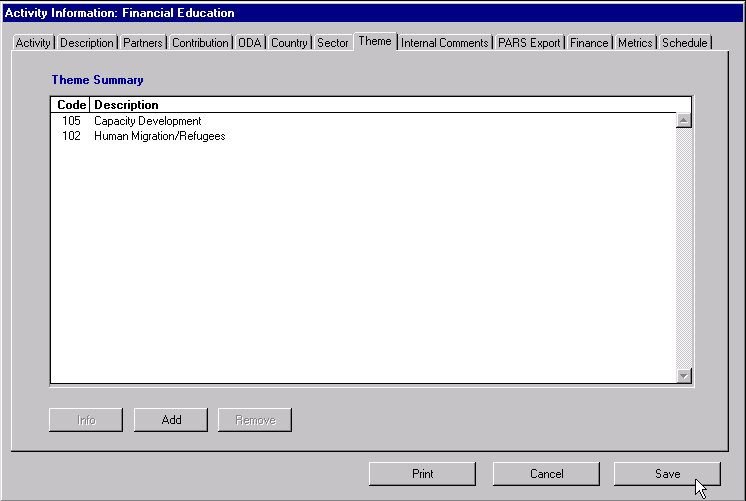 Activity Information: Financial Education
Activity Description Partners Contribution ODA Country Sector Theme Internal Comments PARS Export Finance Metrics Schedule
Theme Summary
Code Description
105 Capacity Development
102 Human Migration/Refugees
Info Add Remove
Print Cancel Save